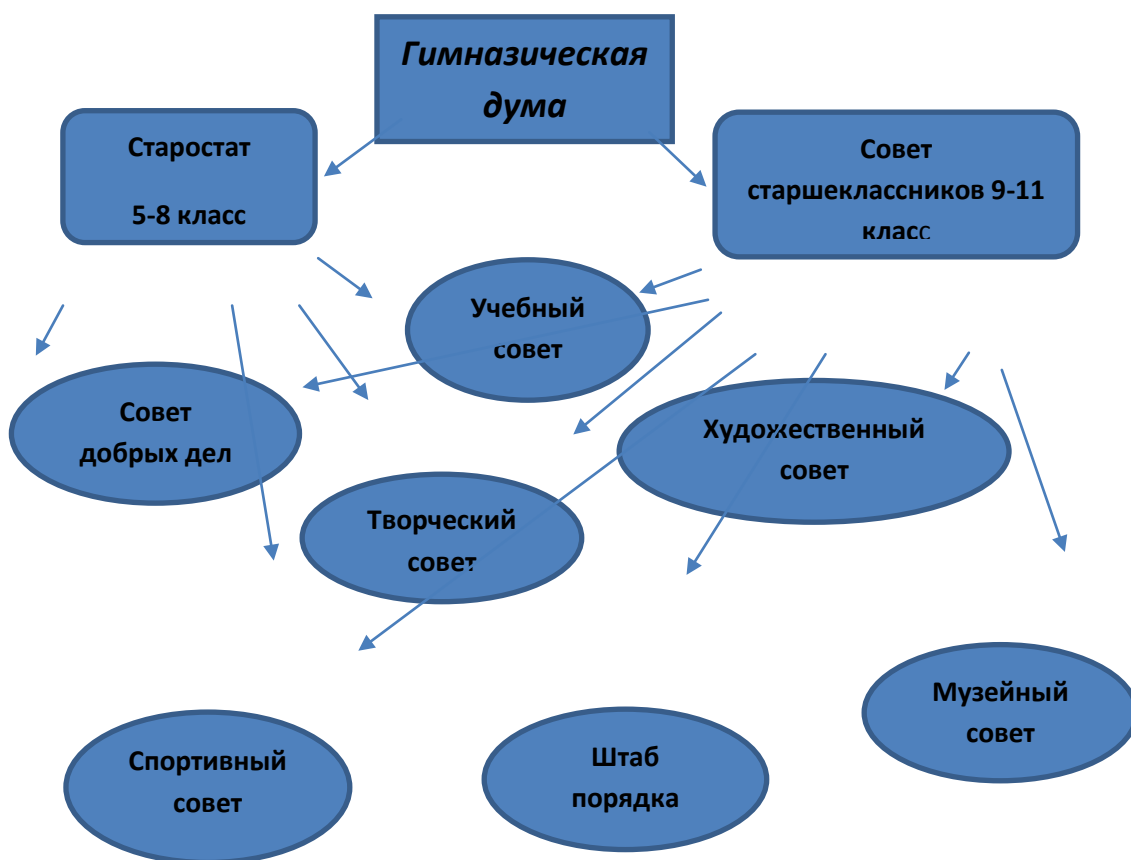 Гимназическая
дума
Старостат
5-8 класс
Совет
старшеклассников 9-11
класс
Учебный
совет
Совет
добрых дел
Художественный
совет
Творческий
совет
Музейный
совет
Спортивный
совет
Штаб
порядка